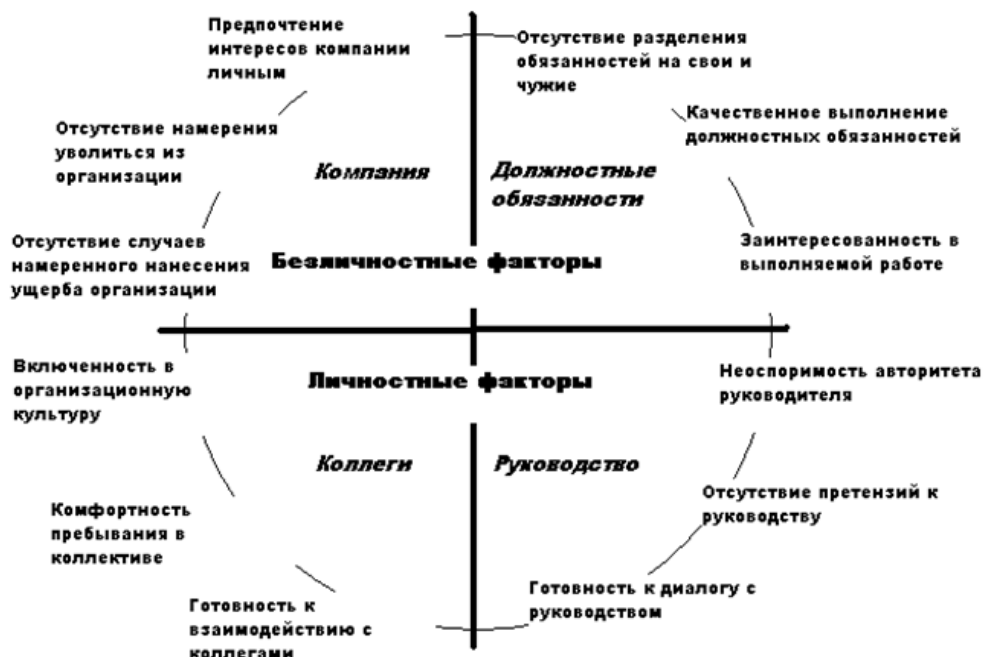 Предпочтение
интересов компании
личным
Отсутствие разделения
обязанностей на свои и
чужие
Отсутствие намерения
уволиться из
организации
Качественное выполнение
должностных обязанностей
Компания
Должностные
обязанности
Отсутствие случаев
намеренного нанесения
ущерба организации
Безличностные факторы
Заинтересованность в
выполняемой работе
Включенность в
организационную
культуру
Личностные факторы
Неоспоримость авторитета
руководителя
Коллеги
Руководство
Комфортность
пребывания в
коллективе
Отсутствие претензий к
руководству
Готовность к
взаимодействию с
коллегами
Готовность к диалогу с
руководством